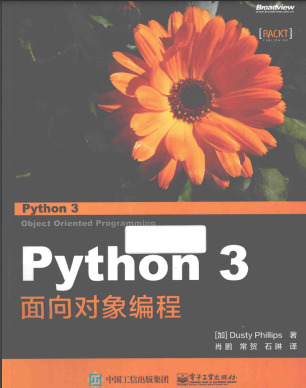 Broadview
[PACKT]
PUBLISHING
Python 3
Object Oriented Programming
Python 3
面向对象编程
[加] Dusty Phillips 著
肖鹏 常贺 石琳 译
中国工信出版集团
电子工业出版社